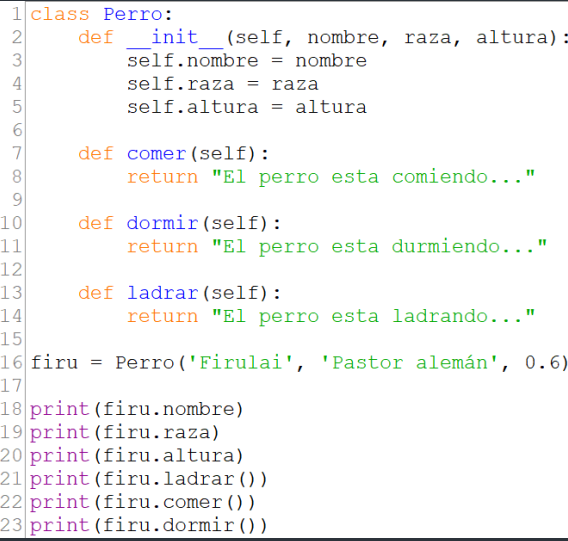 1 class Perro:
2     def __init__(self, nombre, raza, altura):
3         self.nombre = nombre
4         self.raza = raza
5         self.altura = altura
6
7     def comer(self):
8         return "El perro esta comiendo..."
9
10     def dormir(self):
11         return "El perro esta durmiendo..."
12
13     def ladrar(self):
14         return "El perro esta ladrando..."
15
16 firu = Perro('Firulai', 'Pastor alemán', 0.6)
17
18 print(firu.nombre)
19 print(firu.raza)
20 print(firu.altura)
21 print(firu.ladrar())
22 print(firu.comer())
23 print(firu.dormir())